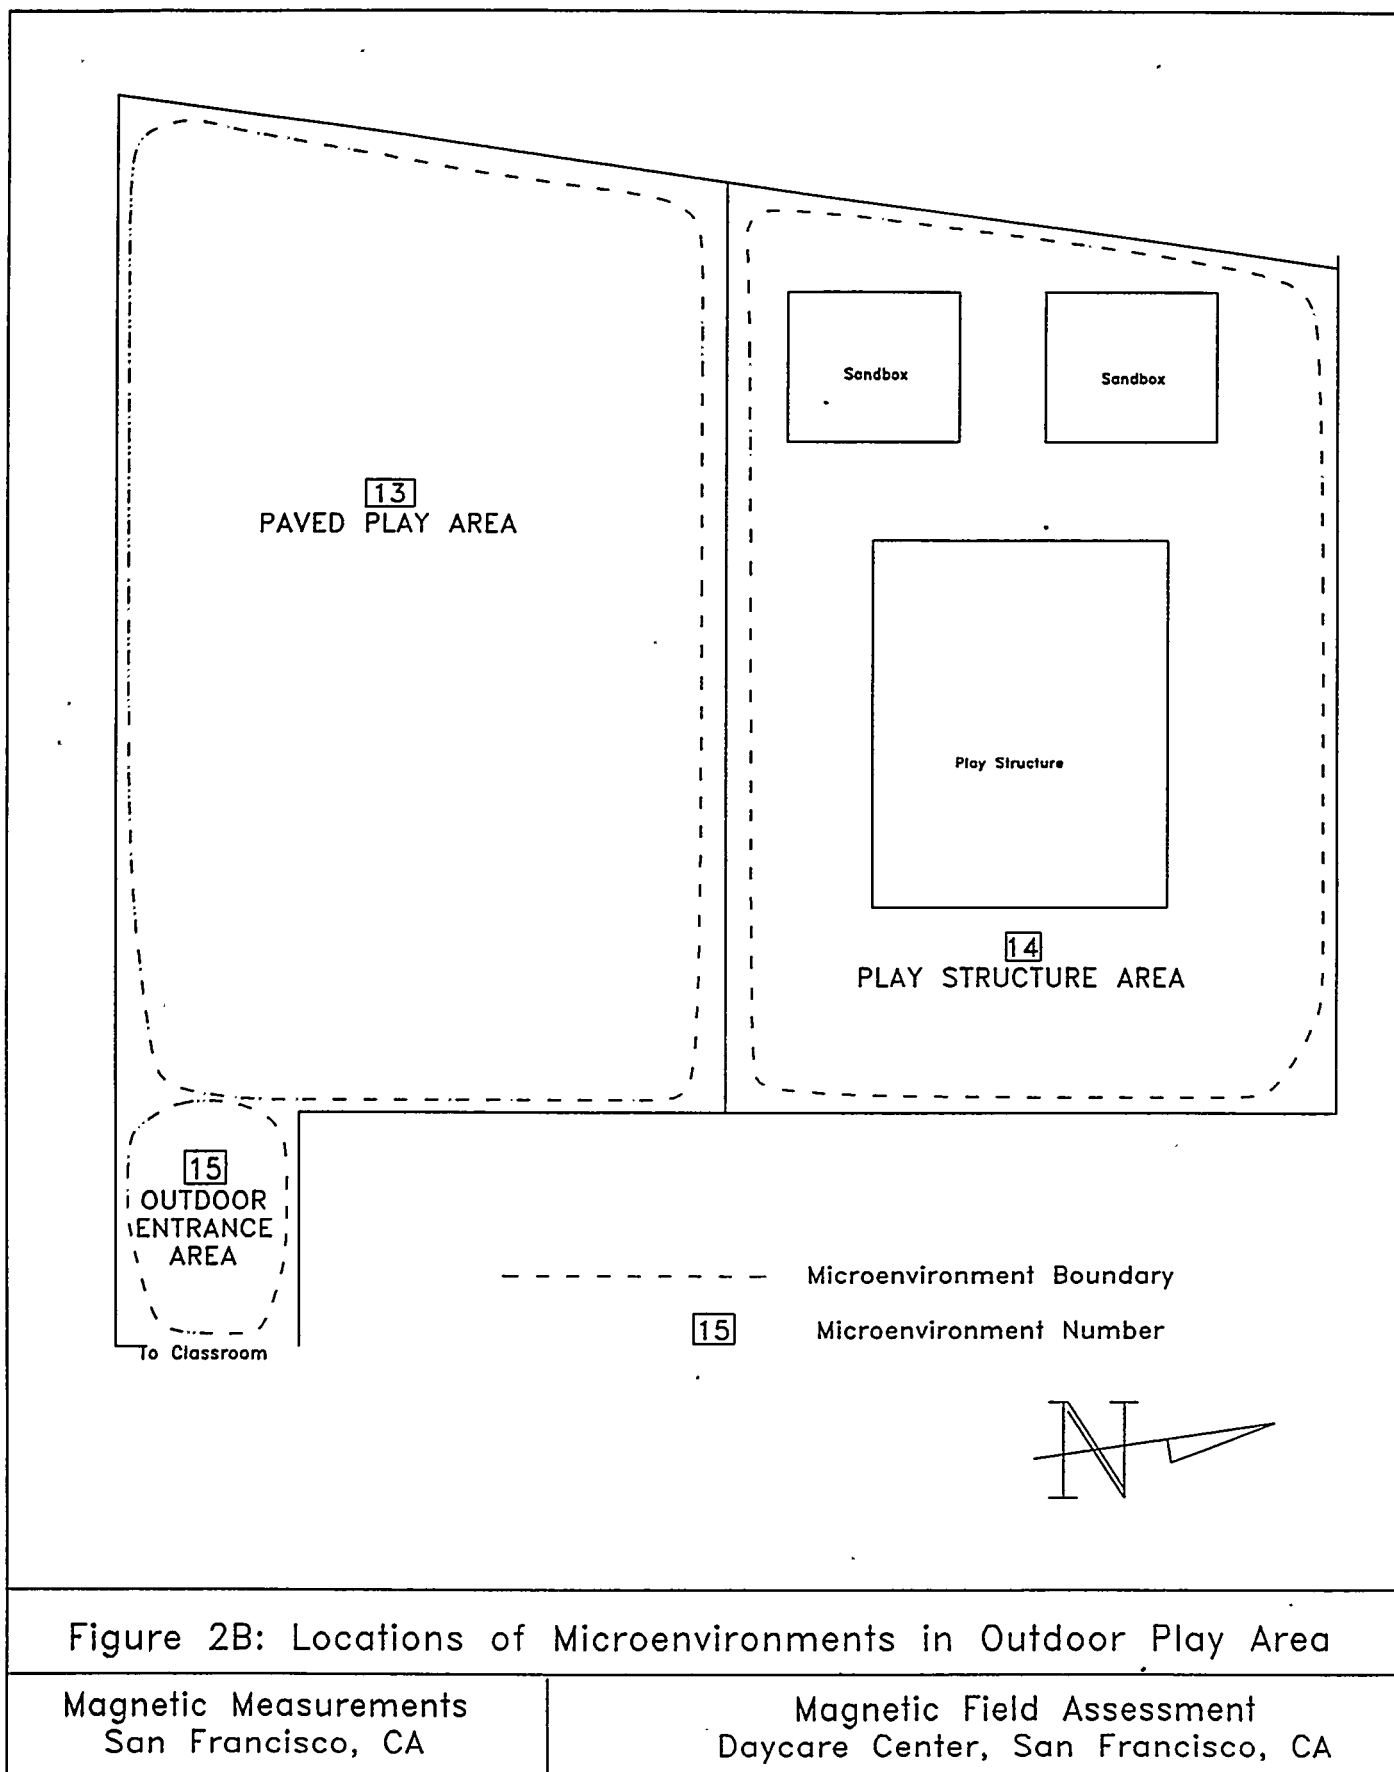 Sandbox
Sandbox
13
PAVED PLAY AREA
Play Structure
14
PLAY STRUCTURE AREA
15
OUTDOOR
ENTRANCE
AREA
To Classroom
Microenvironment Boundary
15 Microenvironment Number
N
Figure 2B: Locations of Microenvironments in Outdoor Play Area
Magnetic Measurements
San Francisco, CA
Magnetic Field Assessment
Daycare Center, San Francisco, CA